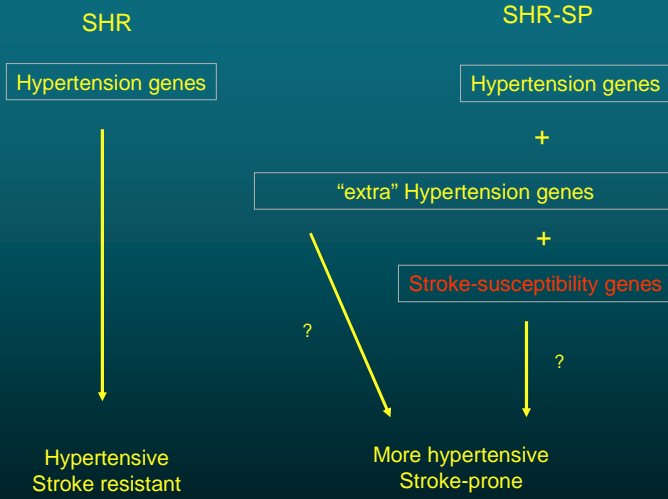 SHR
SHR-SP
Hypertension genes
Hypertension genes
+
“extra” Hypertension genes
+
Stroke-susceptibility genes
?
?
Hypertensive
Stroke resistant
More hypertensive
Stroke-prone